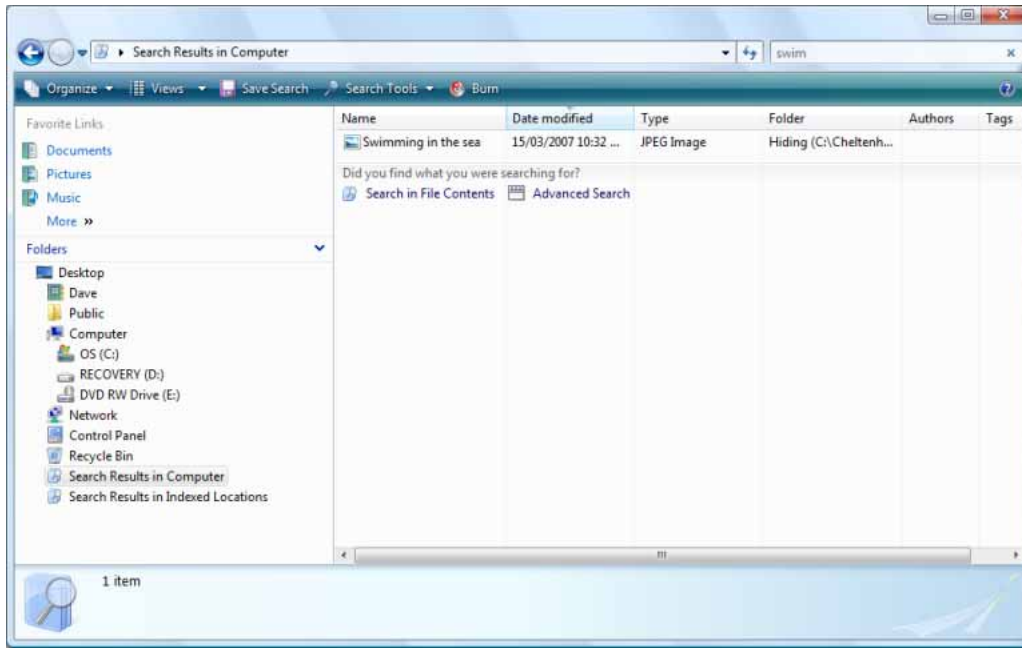 Search Results in Computer
swim
Organize Views Save Search Search Tools Burn
Favorite Links
Documents
Pictures
Music
More »
Folders
Desktop
Dave
Public
Computer
OS (C:)
RECOVERY (D:)
DVD RW Drive (E:)
Network
Control Panel
Recycle Bin
Search Results in Computer
Search Results in Indexed Locations
Name Date modified Type Folder Authors Tags
Swimming in the sea 15/03/2007 10:32 ... JPEG Image Hiding (C:\Cheltenh...
Did you find what you were searching for?
Search in File Contents Advanced Search
1 item